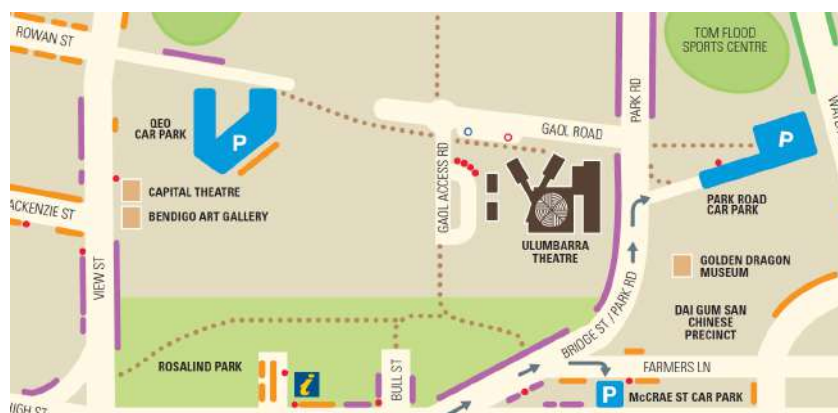 ROWAN ST
TOM FLOOD
SPORTS CENTRE
PARK RD
QEO
CAR PARK
P
GAOL ROAD
P
CAPITAL THEATRE
BENDIGO ART GALLERY
ACKENZIE ST
GAOL ACCESS RD
ULUMBARRA
THEATRE
PARK ROAD
CAR PARK
VIEW ST
GOLDEN DRAGON
MUSEUM
DAI GUM SAN
CHINESE
PRECINCT
BRIDGE ST / PARK RD
ROSALIND PARK
i
BULL ST
FARMERS LN
P
McCRAE ST CAR PARK
HIGH ST